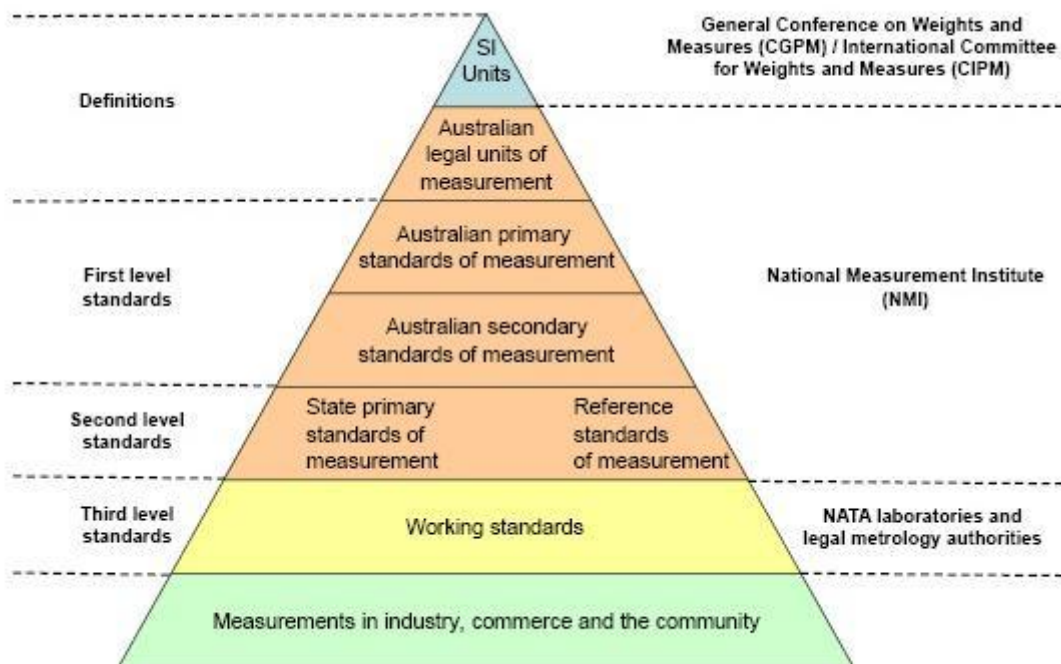 SI
Units
General Conference on Weights and
Measures (CGPM) / International Committee
for Weights and Measures (CIPM)
Definitions
Australian
legal units of
measurement
First level
standards
Australian primary
standards of measurement
National Measurement Institute
(NMI)
Australian secondary
standards of measurement
Second level
standards
State primary
standards of
measurement
Reference
standards
of measurement
Third level
standards
Working standards
NATA laboratories and
legal metrology authorities
Measurements in industry, commerce and the community